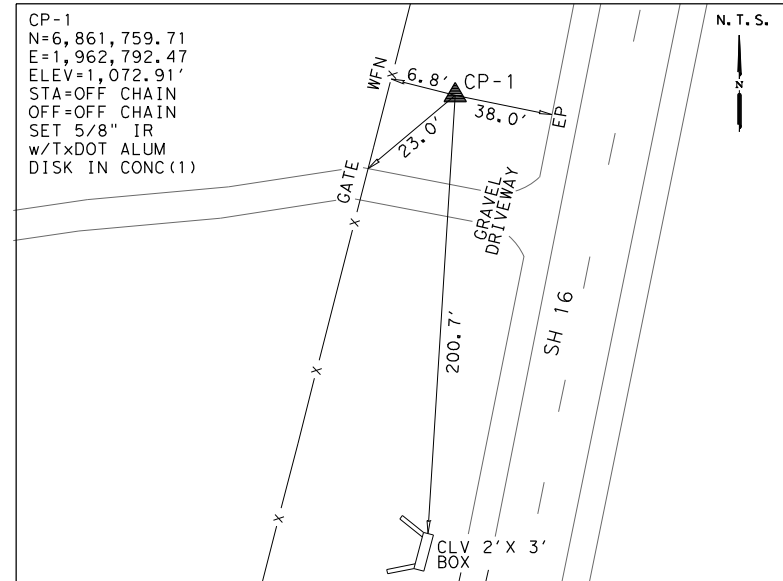 CP-1
N=6,861,759.71
E=1,962,792.47
ELEV=1,072.91'
STA=OFF CHAIN
OFF=OFF CHAIN
SET 5/8" IR
w/TxDOT ALUM
DISK IN CONC(1)
N.T.S.
N
WFN
x
6.8'
CP-1
38.0'
EP
23.0'
GATE
x
GRAVEL
DRIVEWAY
200.7'
SH 16
x
x
CLV 2'X 3'
BOX